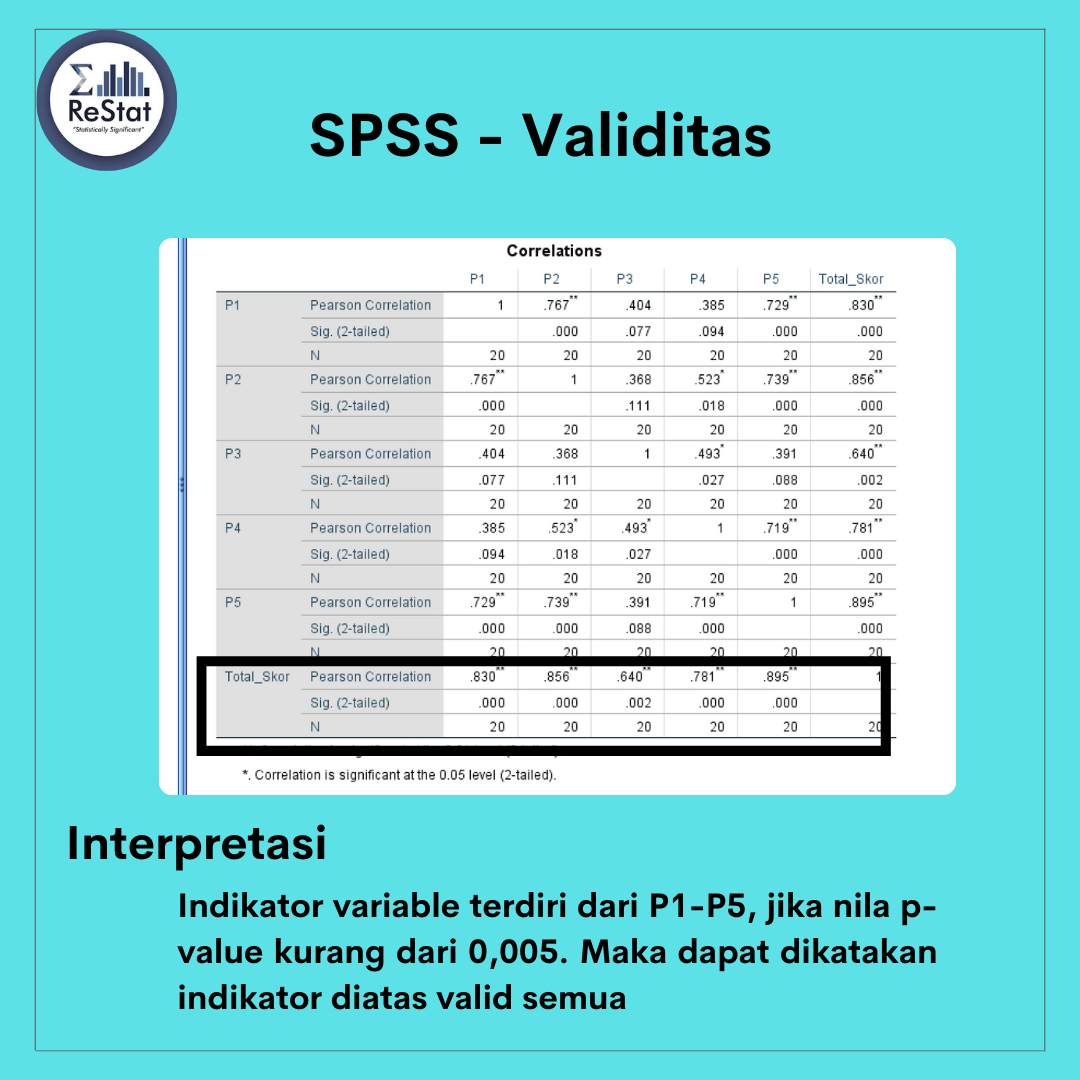 Σ
ReStat
"Statistically Significant"
SPSS - Validitas
Correlations
P1 P2 P3 P4 P5 Total_Skor
P1 Pearson Correlation 1 .767** .404 .385 .729** .830**
Sig. (2-tailed) .000 .077 .094 .000 .000
N 20 20 20 20 20 20
P2 Pearson Correlation .767** 1 .368 .523* .739** .856**
Sig. (2-tailed) .000 .111 .018 .000 .000
N 20 20 20 20 20 20
P3 Pearson Correlation .404 .368 1 .493* .391 .640**
Sig. (2-tailed) .077 .111 .027 .088 .002
N 20 20 20 20 20 20
P4 Pearson Correlation .385 .523* .493* 1 .719** .781**
Sig. (2-tailed) .094 .018 .027 .000 .000
N 20 20 20 20 20 20
P5 Pearson Correlation .729** .739** .391 .719** 1 .895**
Sig. (2-tailed) .000 .000 .088 .000 .000
N 20 20 20 20 20 20
Total_Skor Pearson Correlation .830** .856** .640** .781** .895** 1
Sig. (2-tailed) .000 .000 .002 .000 .000
N 20 20 20 20 20 20
*. Correlation is significant at the 0.05 level (2-tailed).
Interpretasi
Indikator variable terdiri dari P1-P5, jika nila p-
value kurang dari 0,005. Maka dapat dikatakan
indikator diatas valid semua